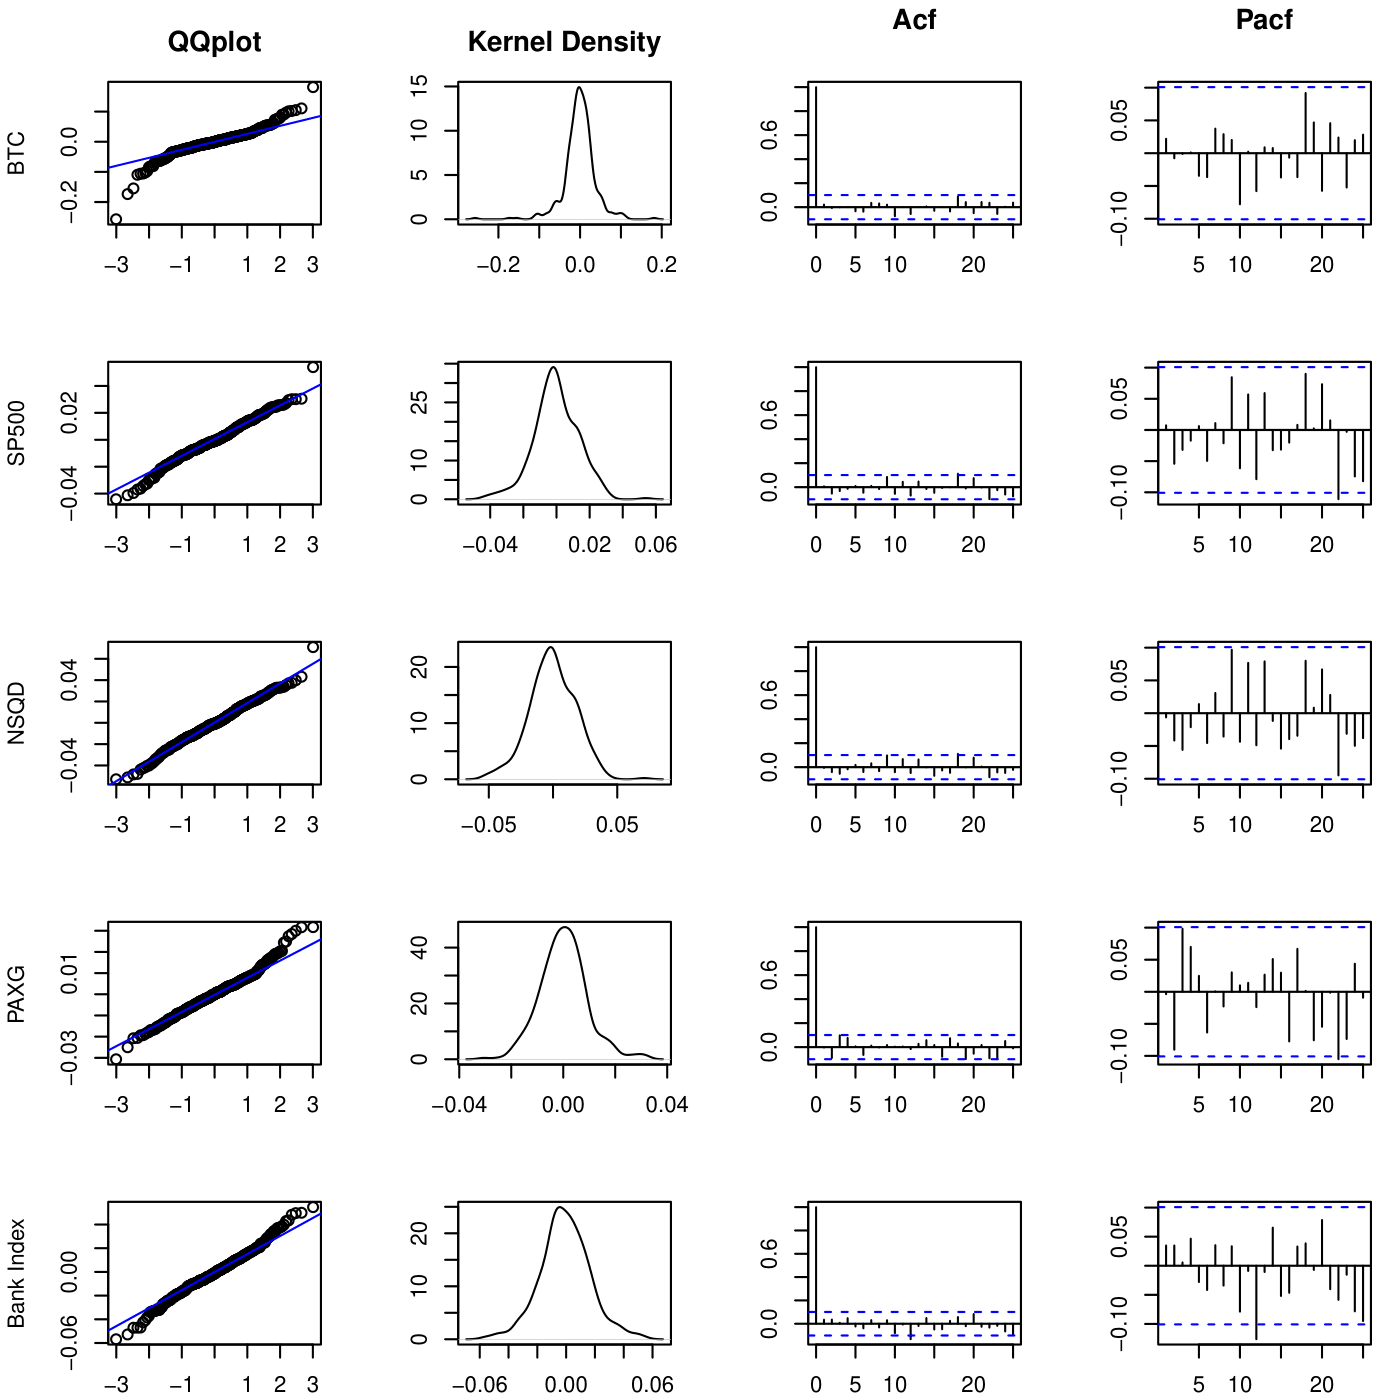 QQplot
Kernel Density
Acf
Pacf
BTC
−0.2 0.0
−3 −1 1 2 3
0 5 10 15
−0.2 0.0 0.2
0.0 0.6
0 5 10 20
−0.10 0.05
5 10 20
SP500
−0.04 0.02
−3 −1 1 2 3
0 10 25
−0.04 0.02 0.06
0.0 0.6
0 5 10 20
−0.10 0.05
5 10 20
NSQD
−0.04 0.04
−3 −1 1 2 3
0 10 20
−0.05 0.05
0.0 0.6
0 5 10 20
−0.10 0.05
5 10 20
PAXG
−0.03 0.01
−3 −1 1 2 3
0 20 40
−0.04 0.00 0.04
0.0 0.6
0 5 10 20
−0.10 0.05
5 10 20
Bank Index
−0.06 0.00
−3 −1 1 2 3
0 10 20
−0.06 0.00 0.06
0.0 0.6
0 5 10 20
−0.10 0.05
5 10 20